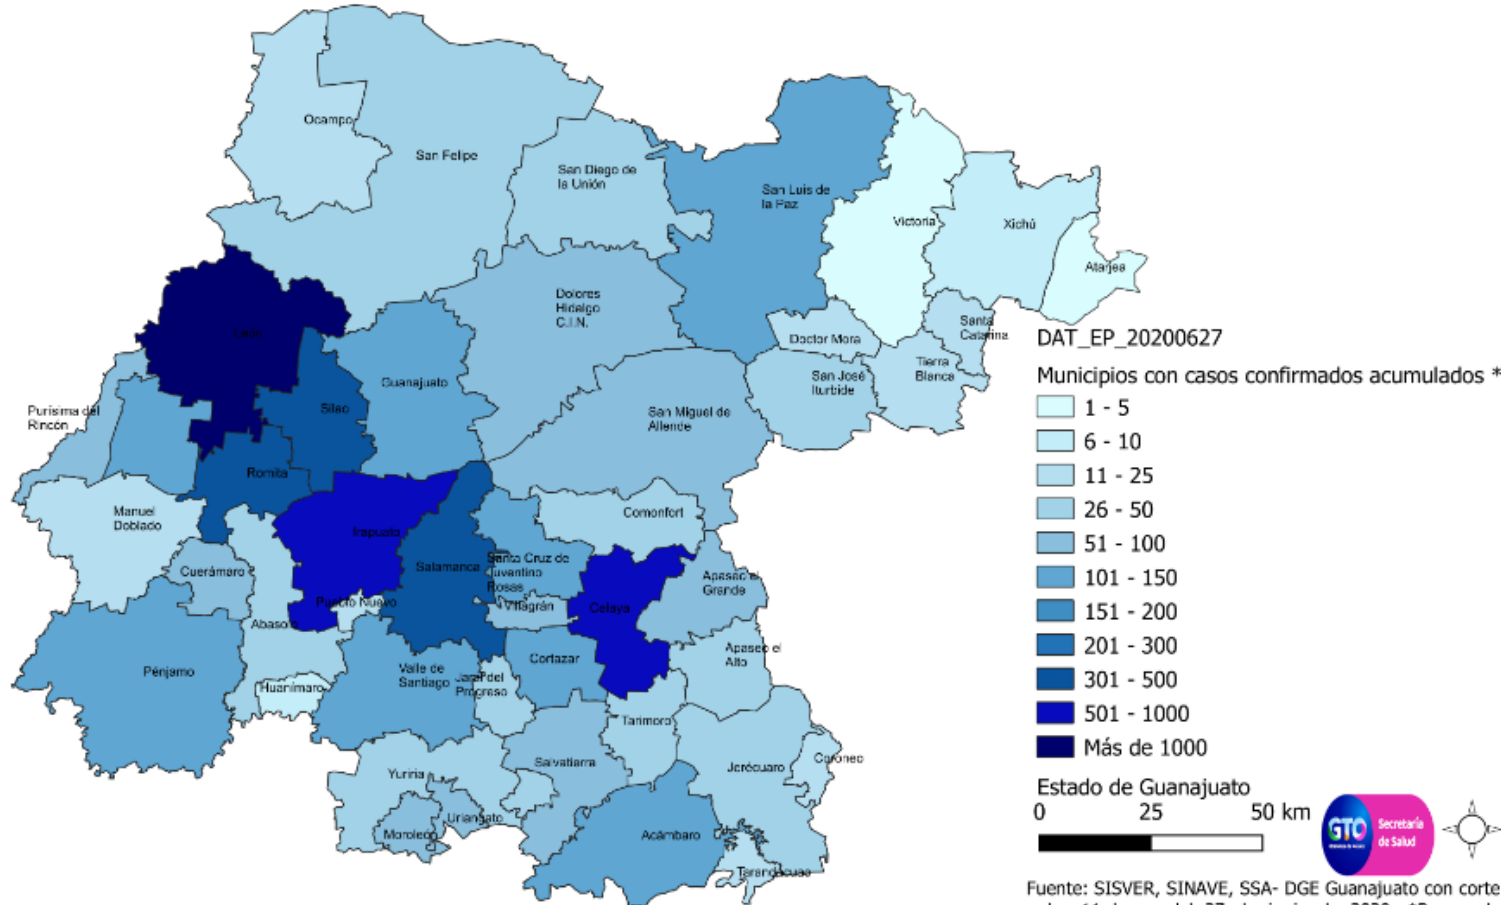 Ocampo
San Felipe
San Diego de
la Unión
San Luis de
la Paz
Victoria
Xichú
Atarjea
León
Dolores
Hidalgo
C.I.N.
Santa
Catarina
Doctor Mora
Tierra
Blanca
San José
Iturbide
Guanajuato
Silao
Purísima del
Rincón
San Miguel de
Allende
Romita
Manuel
Doblado
Irapuato
Comonfort
Cuerámaro
Salamanca
Santa Cruz de
Juventino
Rosas
Apaseo el
Grande
Pueblo Nuevo
Villagrán
Celaya
Abasolo
Apaseo el
Alto
Pénjamo
Valle de
Santiago
Cortazar
Jaral del
Progreso
Huanímaro
Tarimoro
Salvatierra
Jerécuaro
Coroneo
Yuriria
Uriangato
Moroleón
Acámbaro
Tarandacuao
DAT_EP_20200627
Municipios con casos confirmados acumulados *
1 - 5
6 - 10
11 - 25
26 - 50
51 - 100
101 - 150
151 - 200
201 - 300
301 - 500
501 - 1000
Más de 1000
Estado de Guanajuato
0 25 50 km
GTO
Secretaría
de Salud
Fuente: SISVER, SINAVE, SSA- DGE Guanajuato con corte